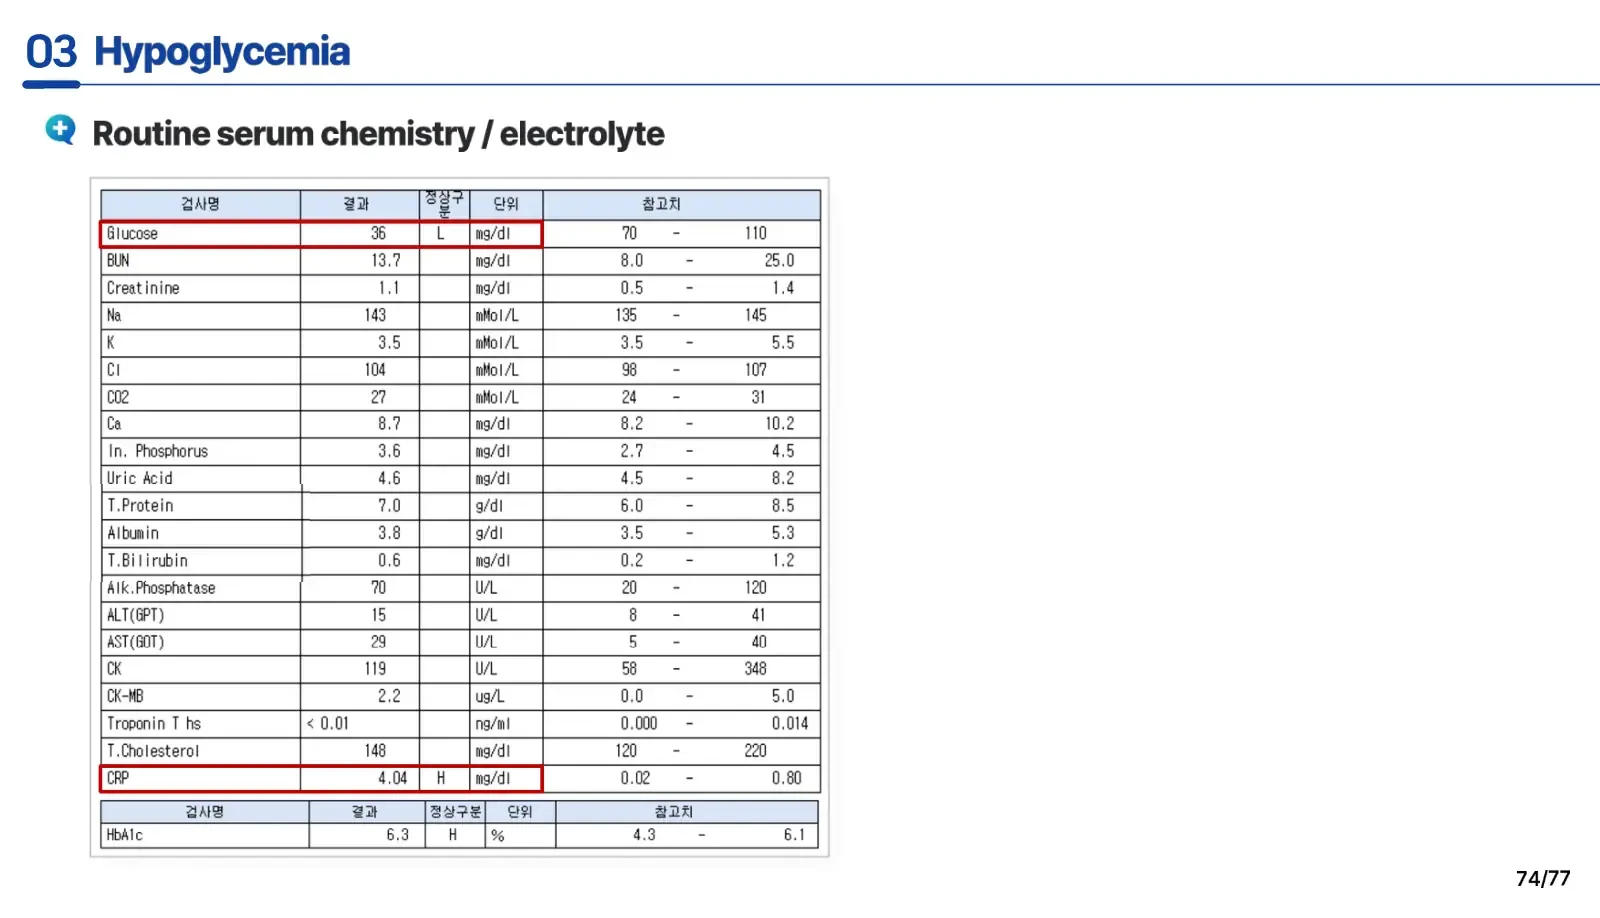 03 Hypoglycemia
Routine serum chemistry / electrolyte
검사명 결과 정상구분 단위 참고치
Glucose 36 L mg/dl 70 - 110
BUN 13.7 mg/dl 8.0 - 25.0
Creatinine 1.1 mg/dl 0.5 - 1.4
Na 143 mMol/L 135 - 145
K 3.5 mMol/L 3.5 - 5.5
Cl 104 mMol/L 98 - 107
CO2 27 mMol/L 24 - 31
Ca 8.7 mg/dl 8.2 - 10.2
In. Phosphorus 3.6 mg/dl 2.7 - 4.5
Uric Acid 4.6 mg/dl 4.5 - 8.2
T.Protein 7.0 g/dl 6.0 - 8.5
Albumin 3.8 g/dl 3.5 - 5.3
T.Bilirubin 0.6 mg/dl 0.2 - 1.2
Alk.Phosphatase 70 U/L 20 - 120
ALT(GPT) 15 U/L 8 - 41
AST(GOT) 29 U/L 5 - 40
CK 119 U/L 58 - 348
CK-MB 2.2 ug/L 0.0 - 5.0
Troponin T hs < 0.01 ng/ml 0.000 - 0.014
T.Cholesterol 148 mg/dl 120 - 220
CRP 4.04 H mg/dl 0.02 - 0.80
검사명 결과 정상구분 단위 참고치
HbA1c 6.3 H % 4.3 - 6.1
74/77